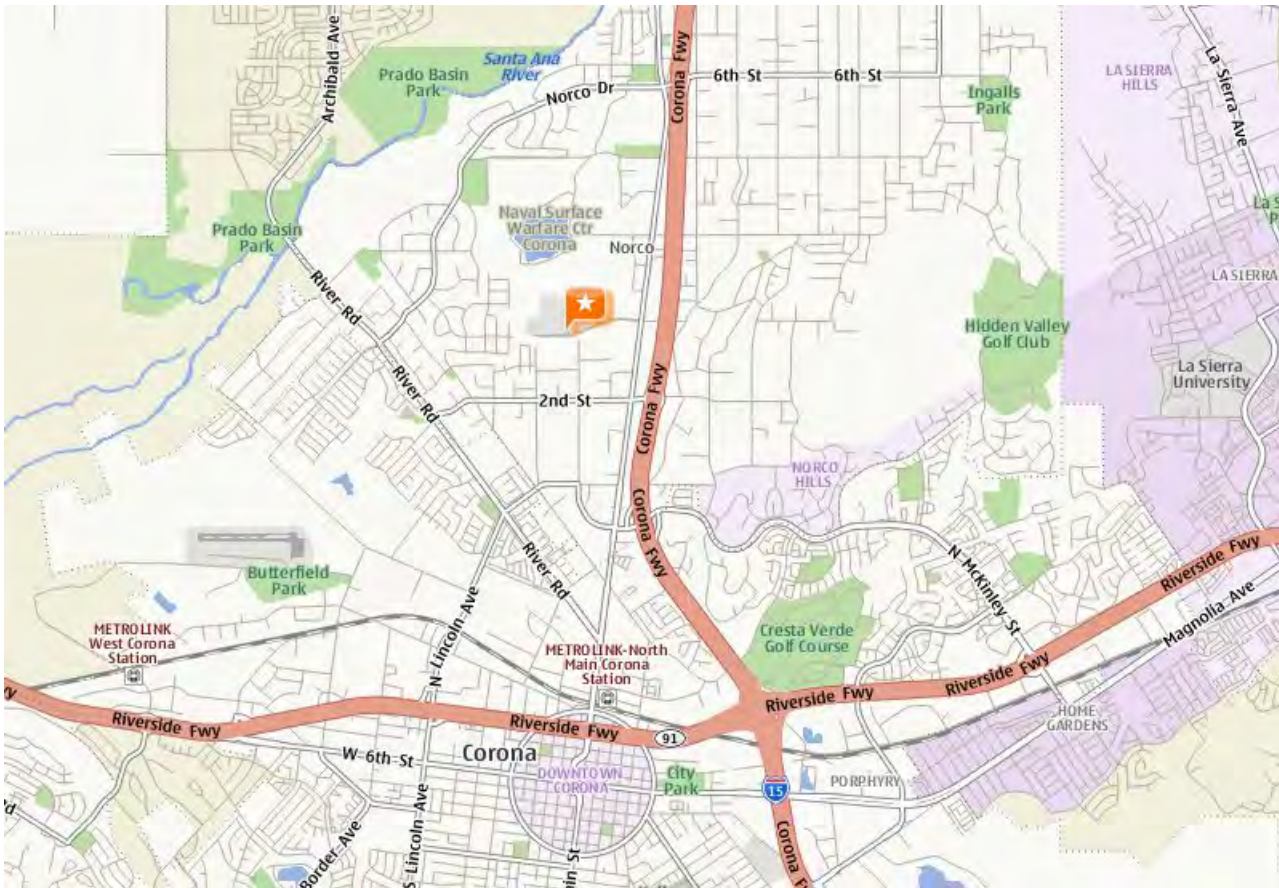 Archibald Ave
Prado Basin
Park
Santa Ana
River
Norco Dr
Corona Fwy
6th St
6th St
Ingalls
Park
LA SIERRA
HILLS
La Sierra Ave
Prado Basin
Park
Naval Surface
Warfare Ctr
Corona
Norco
La S
P
LA SIERRA
River Rd
Hidden Valley
Golf Club
La Sierra
University
River Rd
2nd St
Corona Fwy
NORCO
HILLS
Corona Fwy
River Rd
N McKinley St
Riverside Fwy
Butterfield
Park
N Lincoln Ave
Magnolia Ave
METROLINK
West Corona
Station
METROLINK-North
Main Corona
Station
Cresta Verde
Golf Course
Riverside Fwy
Riverside Fwy
Riverside Fwy
Riverside Fwy
91
HOME
GARDENS
W 6th St
Corona
DOWNTOWN
CORONA
City
Park
PORPHYRY
15
Border Ave
S Lincoln Ave
Corona F